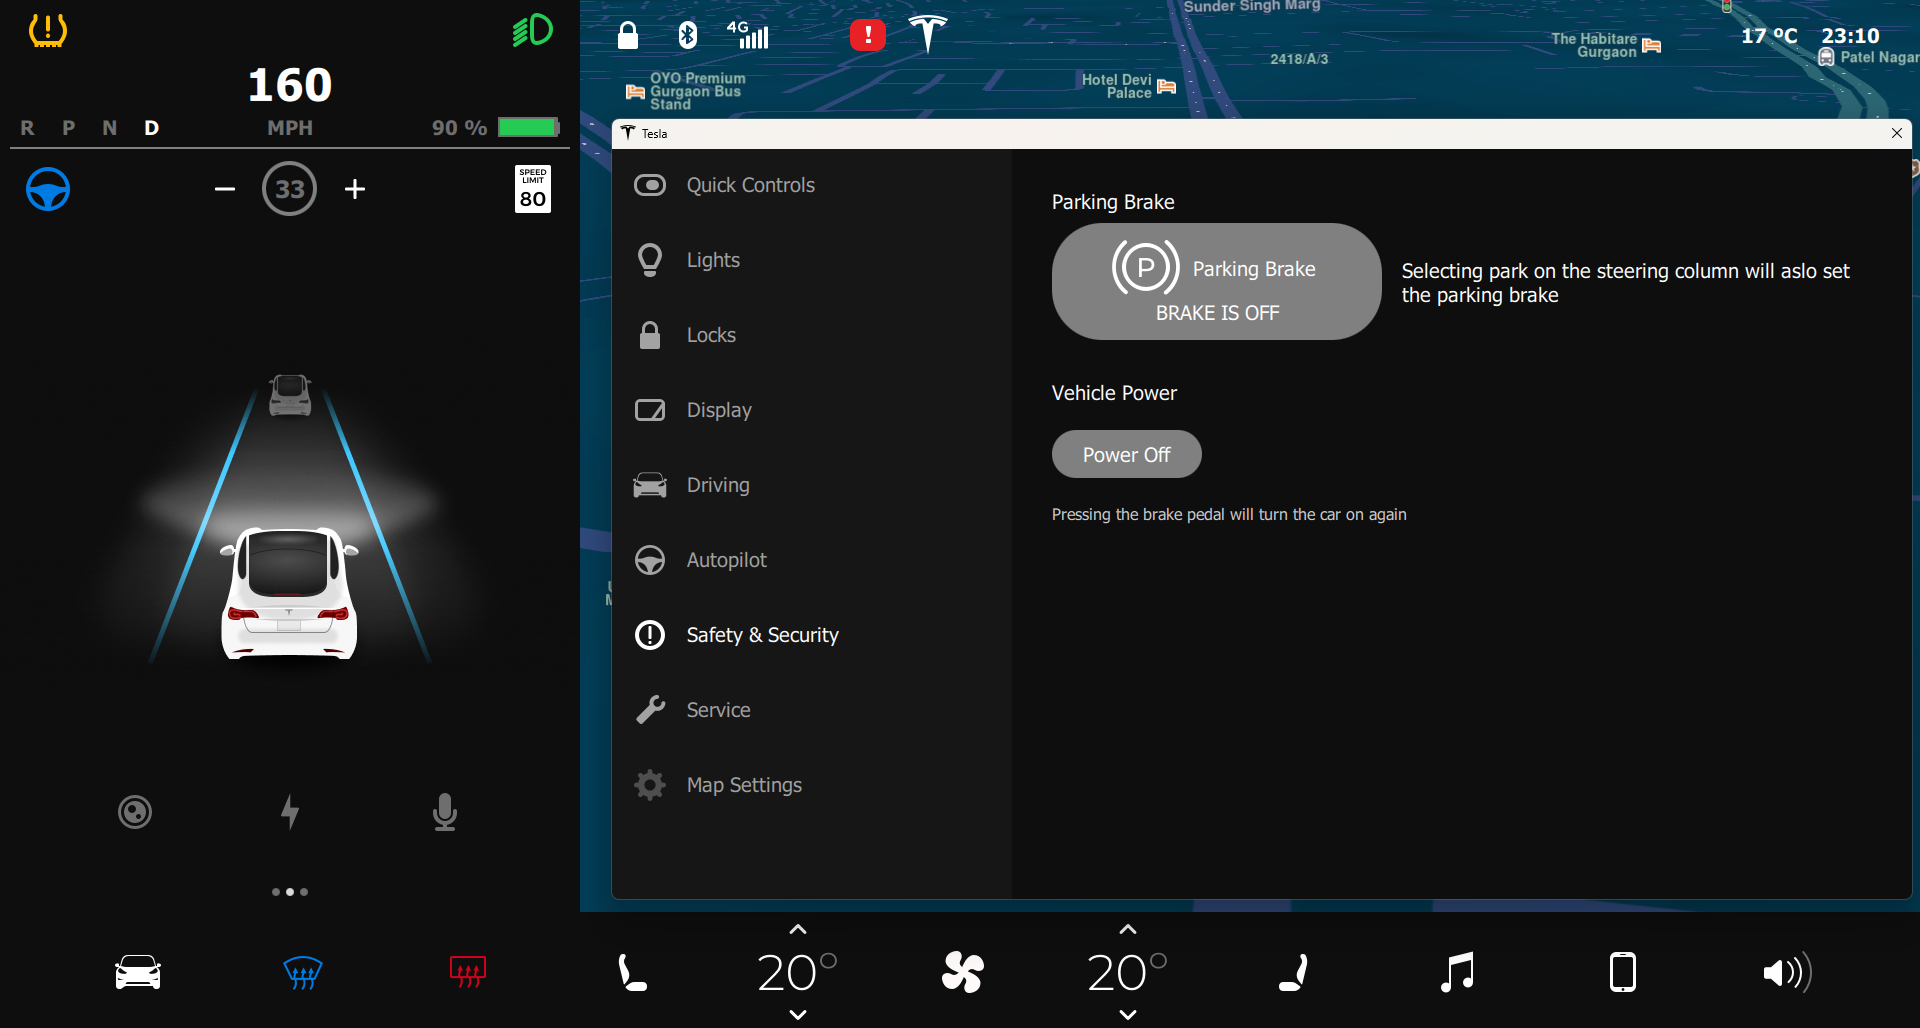 160
R P N D
MPH
90 %
33
SPEED
LIMIT
80
4G
!
Sunder Singh Marg
2418/A/3
The Habitare
Gurgaon
17 ºC
23:10
Patel Nagar
OYO Premium
Gurgaon Bus
Stand
Hotel Devi
Palace
Tesla
Quick Controls
Lights
Locks
Display
Driving
Autopilot
Safety & Security
Service
Map Settings
Parking Brake
P
Parking Brake
BRAKE IS OFF
Selecting park on the steering column will aslo set
the parking brake
Vehicle Power
Power Off
Pressing the brake pedal will turn the car on again
20°
20°